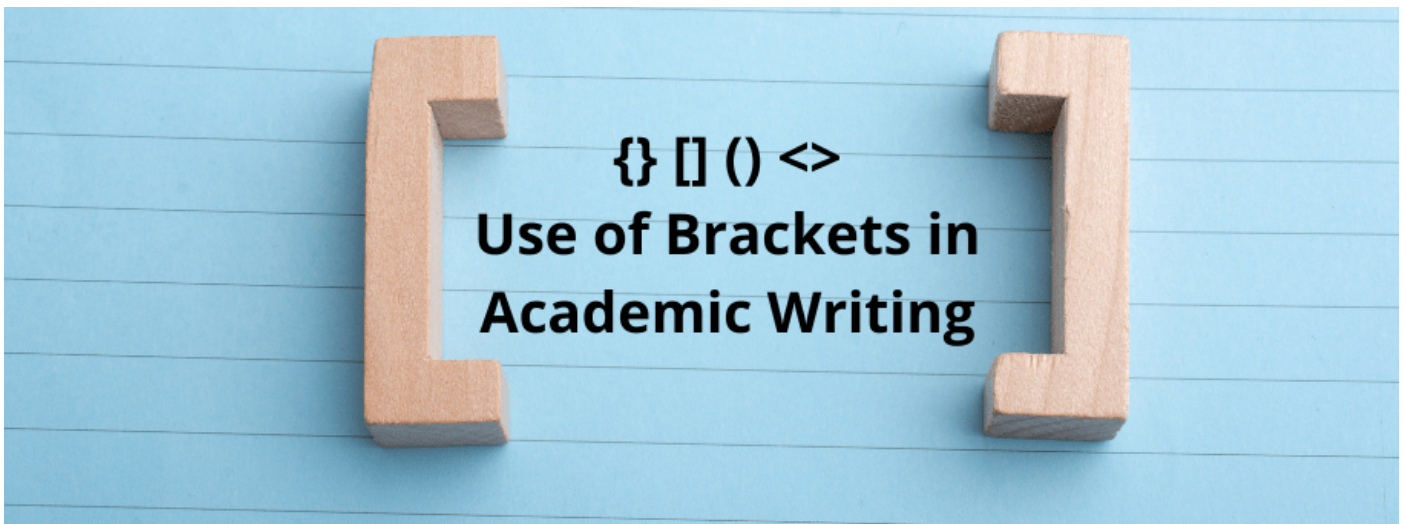 {} [] () <>
Use of Brackets in
Academic Writing